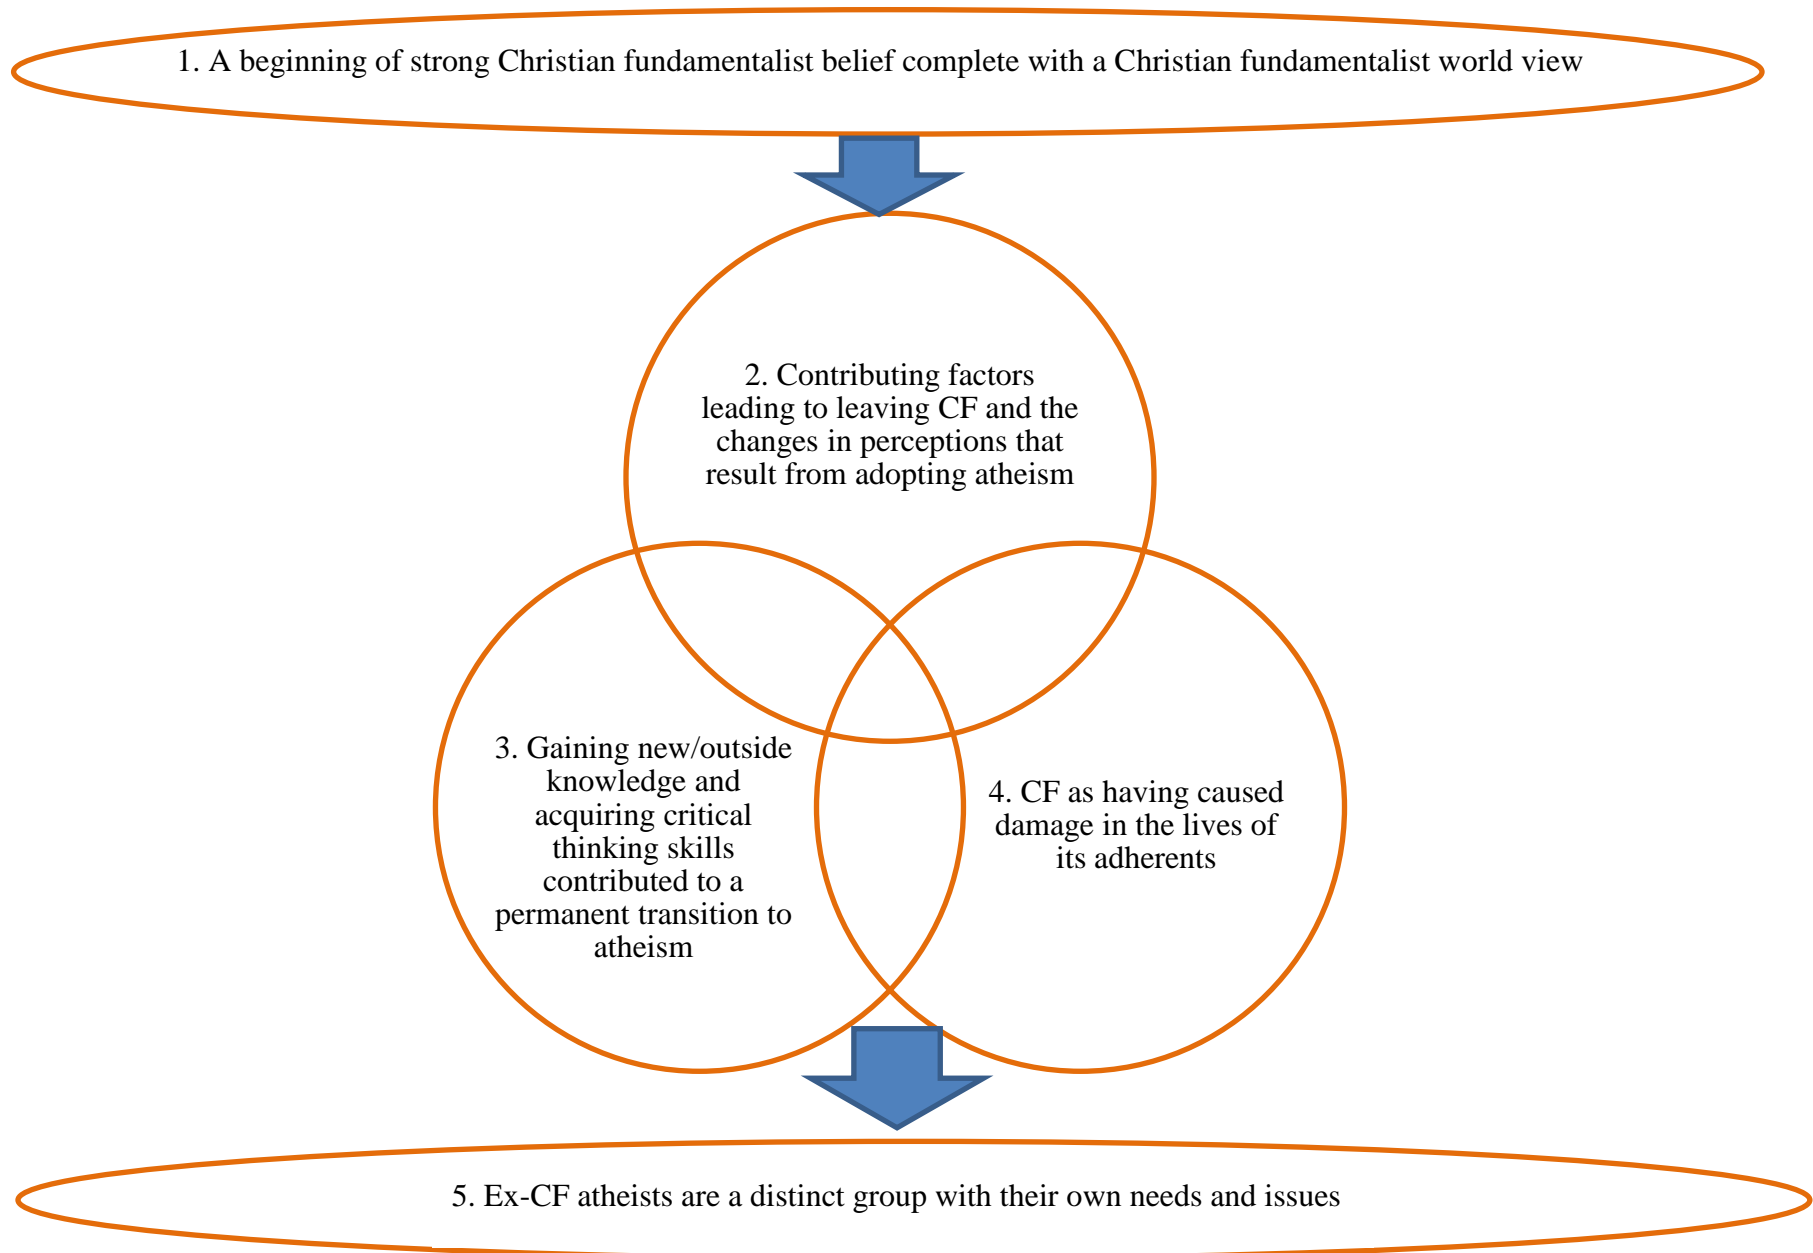 1. A beginning of strong Christian fundamentalist belief complete with a Christian fundamentalist world view
2. Contributing factors
leading to leaving CF and the
changes in perceptions that
result from adopting atheism
3. Gaining new/outside
knowledge and
acquiring critical
thinking skills
contributed to a
permanent transition to
atheism
4. CF as having caused
damage in the lives of
its adherents
5. Ex-CF atheists are a distinct group with their own needs and issues